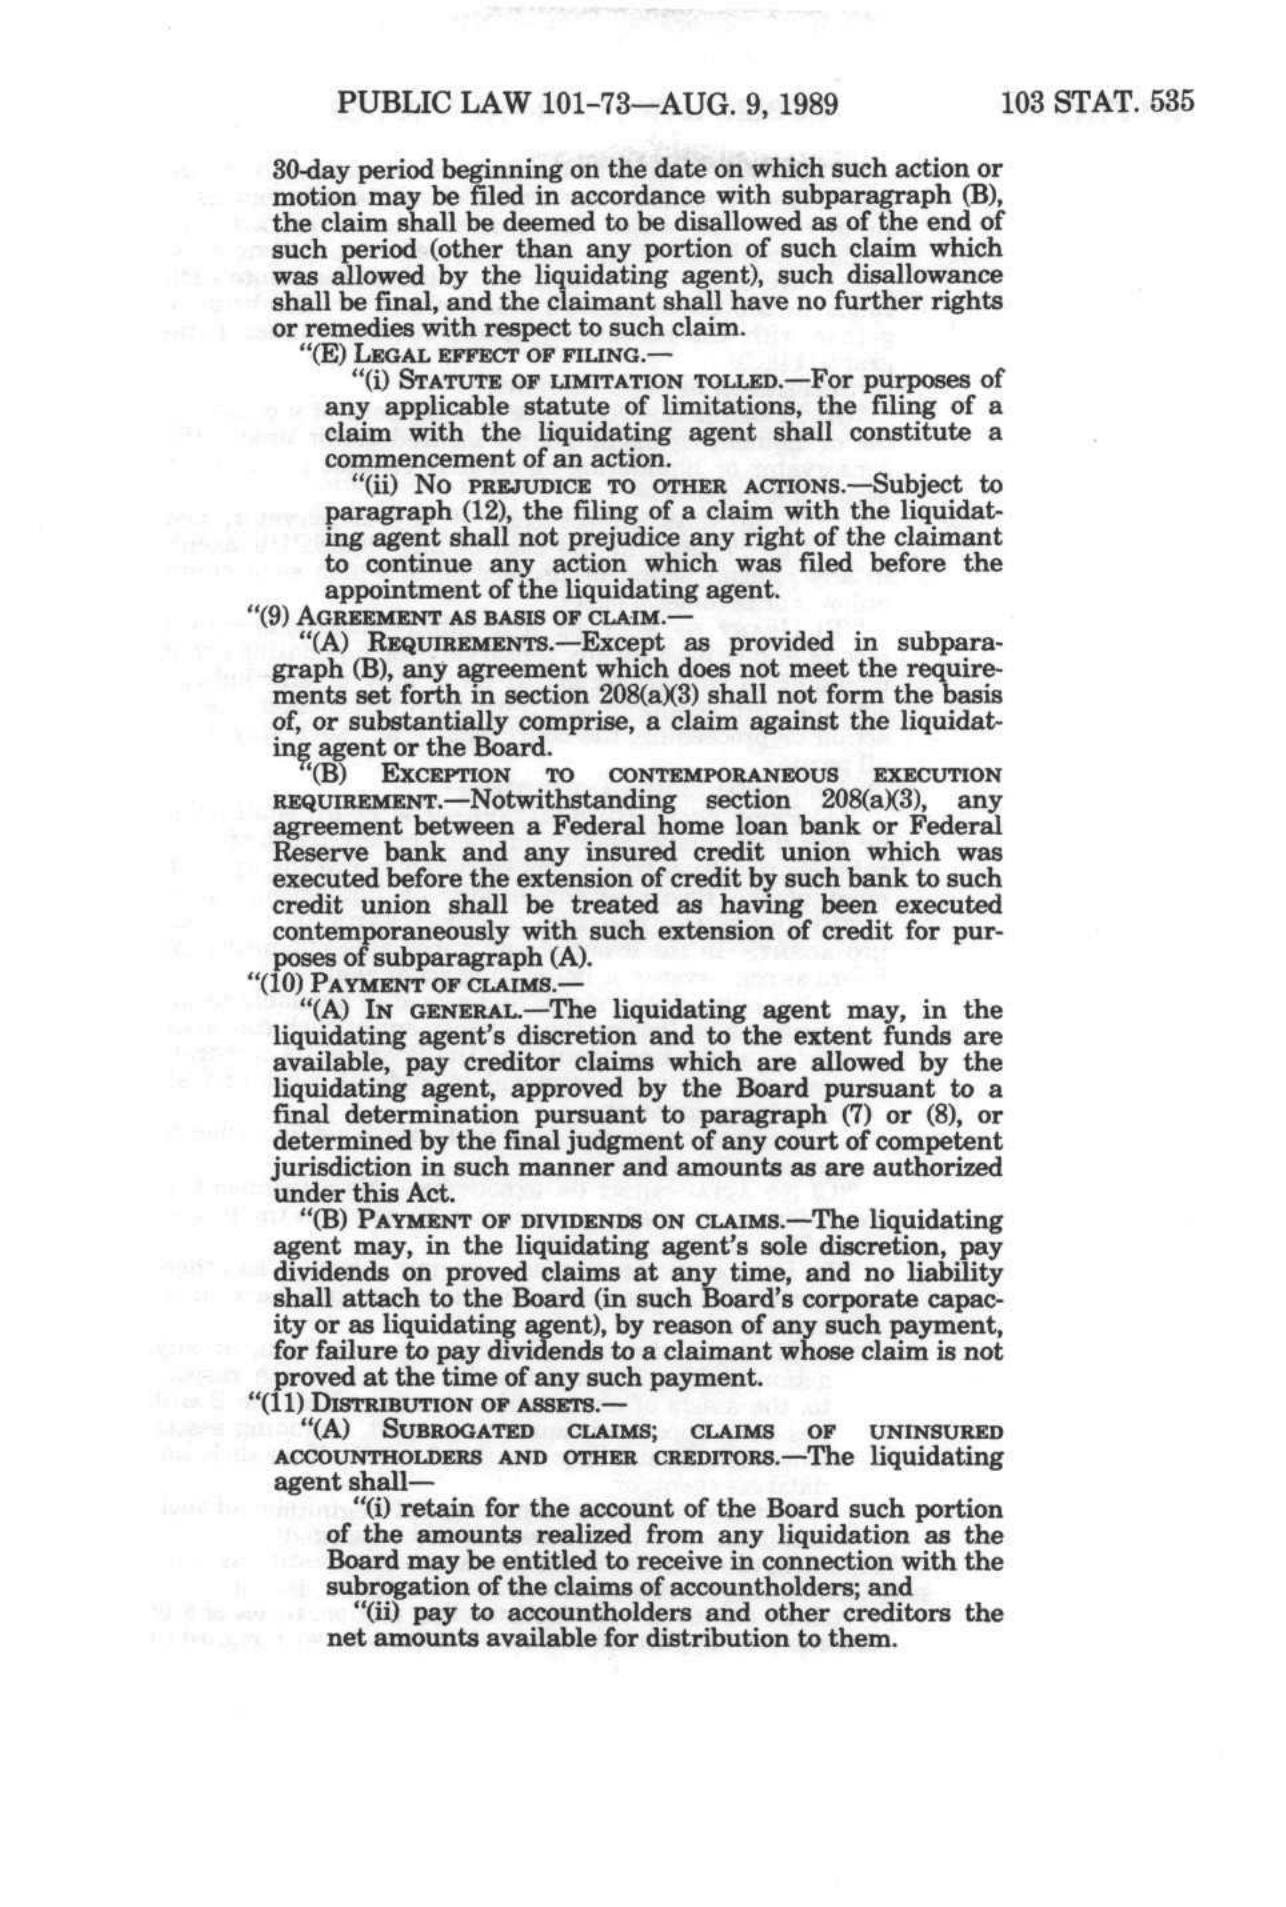 PUBLIC LAW 101-73—AUG. 9, 1989 103 STAT. 535
30-day period beginning on the date on which such action or
motion may be filed in accordance with subparagraph (B),
the claim shall be deemed to be disallowed as of the end of
such period (other than any portion of such claim which
was allowed by the liquidating agent), such disallowance
shall be final, and the claimant shall have no further rights
or remedies with respect to such claim.
“(E) LEGAL EFFECT OF FILING.—
“(i) STATUTE OF LIMITATION TOLLED.—For purposes of
any applicable statute of limitations, the filing of a
claim with the liquidating agent shall constitute a
commencement of an action.
“(ii) NO PREJUDICE TO OTHER ACTIONS.—Subject to
paragraph (12), the filing of a claim with the liquidat-
ing agent shall not prejudice any right of the claimant
to continue any action which was filed before the
appointment of the liquidating agent.
“(9) AGREEMENT AS BASIS OF CLAIM.—
“(A) REQUIREMENTS.—Except as provided in subpara-
graph (B), any agreement which does not meet the require-
ments set forth in section 208(a)(3) shall not form the basis
of, or substantially comprise, a claim against the liquidat-
ing agent or the Board.
“(B) EXCEPTION TO CONTEMPORANEOUS EXECUTION
REQUIREMENT.—Notwithstanding section 208(a)(3), any
agreement between a Federal home loan bank or Federal
Reserve bank and any insured credit union which was
executed before the extension of credit by such bank to such
credit union shall be treated as having been executed
contemporaneously with such extension of credit for pur-
poses of subparagraph (A).
“(10) PAYMENT OF CLAIMS.—
“(A) IN GENERAL.—The liquidating agent may, in the
liquidating agent's discretion and to the extent funds are
available, pay creditor claims which are allowed by the
liquidating agent, approved by the Board pursuant to a
final determination pursuant to paragraph (7) or (8), or
determined by the final judgment of any court of competent
jurisdiction in such manner and amounts as are authorized
under this Act.
“(B) PAYMENT OF DIVIDENDS ON CLAIMS.—The liquidating
agent may, in the liquidating agent's sole discretion, pay
dividends on proved claims at any time, and no liability
shall attach to the Board (in such Board's corporate capac-
ity or as liquidating agent), by reason of any such payment,
for failure to pay dividends to a claimant whose claim is not
proved at the time of any such payment.
“(11) DISTRIBUTION OF ASSETS.—
“(A) SUBROGATED CLAIMS; CLAIMS OF UNINSURED
ACCOUNTHOLDERS AND OTHER CREDITORS.—The liquidating
agent shall—
“(i) retain for the account of the Board such portion
of the amounts realized from any liquidation as the
Board may be entitled to receive in connection with the
subrogation of the claims of accountholders; and
“(ii) pay to accountholders and other creditors the
net amounts available for distribution to them.